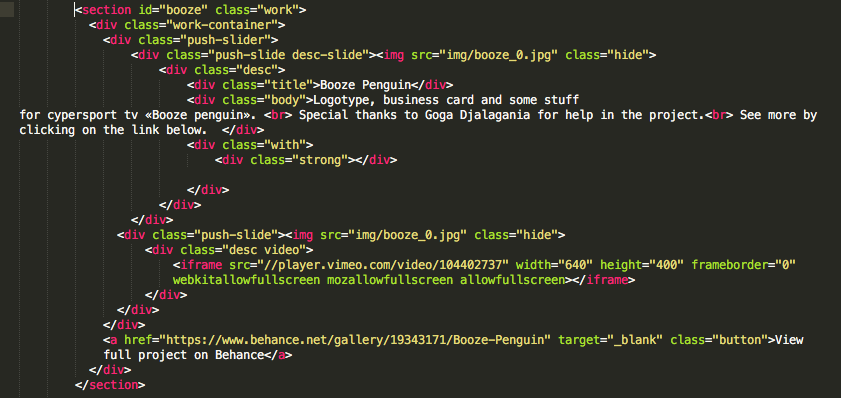 <section id="booze" class="work">
<div class="work-container">
<div class="push-slider">
<div class="push-slide desc-slide"><img src="img/booze_0.jpg" class="hide">
<div class="desc">
<div class="title">Booze Penguin</div>
<div class="body">Logotype, business card and some stuff
for cypersport tv «Booze penguin». <br> Special thanks to Goga Djalagania for help in the project.<br> See more by
clicking on the link below.  </div>
<div class="with">
<div class="strong"></div>
</div>
</div>
</div>
<div class="push-slide"><img src="img/booze_0.jpg" class="hide">
<div class="desc video">
<iframe src="//player.vimeo.com/video/104402737" width="640" height="400" frameborder="0"
webkitallowfullscreen mozallowfullscreen allowfullscreen></iframe>
</div>
</div>
</div>
<a href="https://www.behance.net/gallery/19343171/Booze-Penguin" target="_blank" class="button">View
full project on Behance</a>
</div>
</section>